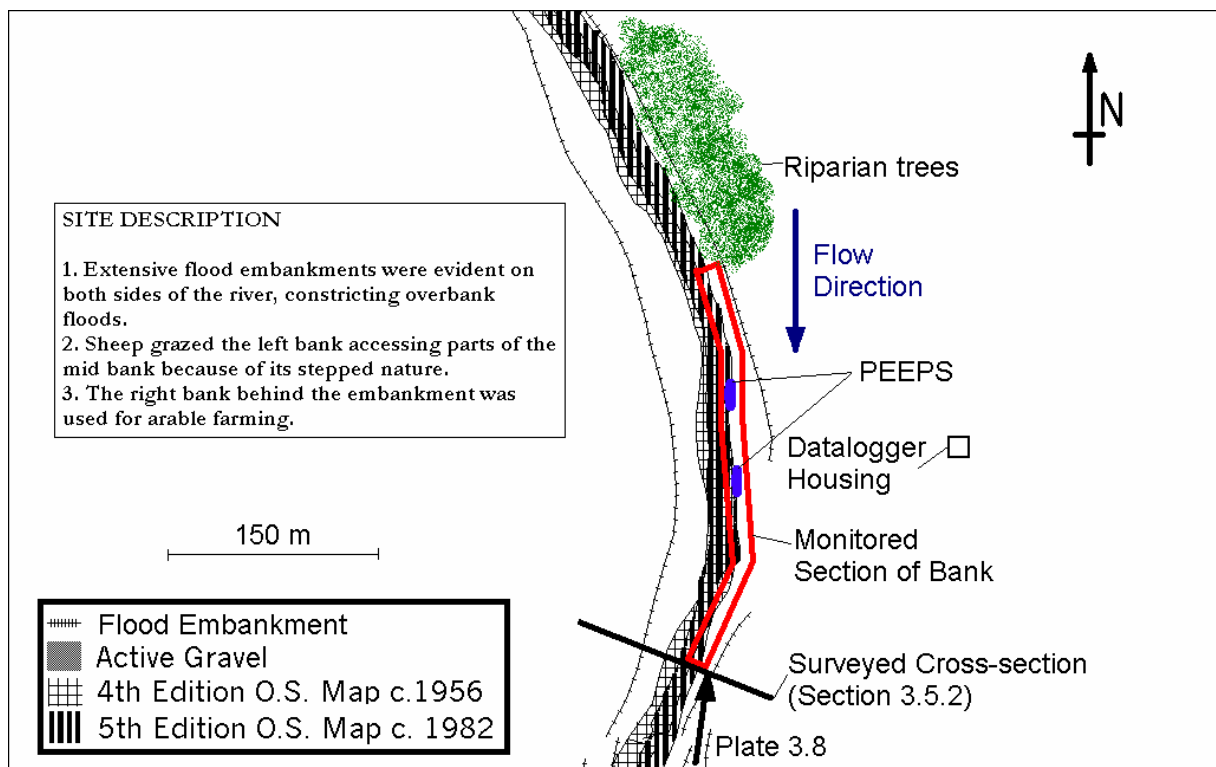 N
Riparian trees
SITE DESCRIPTION
1. Extensive flood embankments were evident on
both sides of the river, constricting overbank
floods.
2. Sheep grazed the left bank accessing parts of the
mid bank because of its stepped nature.
3. The right bank behind the embankment was
used for arable farming.
Flow
Direction
PEEPS
Datalogger
Housing
150 m
Monitored
Section of Bank
Flood Embankment
Active Gravel
4th Edition O.S. Map c.1956
5th Edition O.S. Map c. 1982
Surveyed Cross-section
(Section 3.5.2)
Plate 3.8